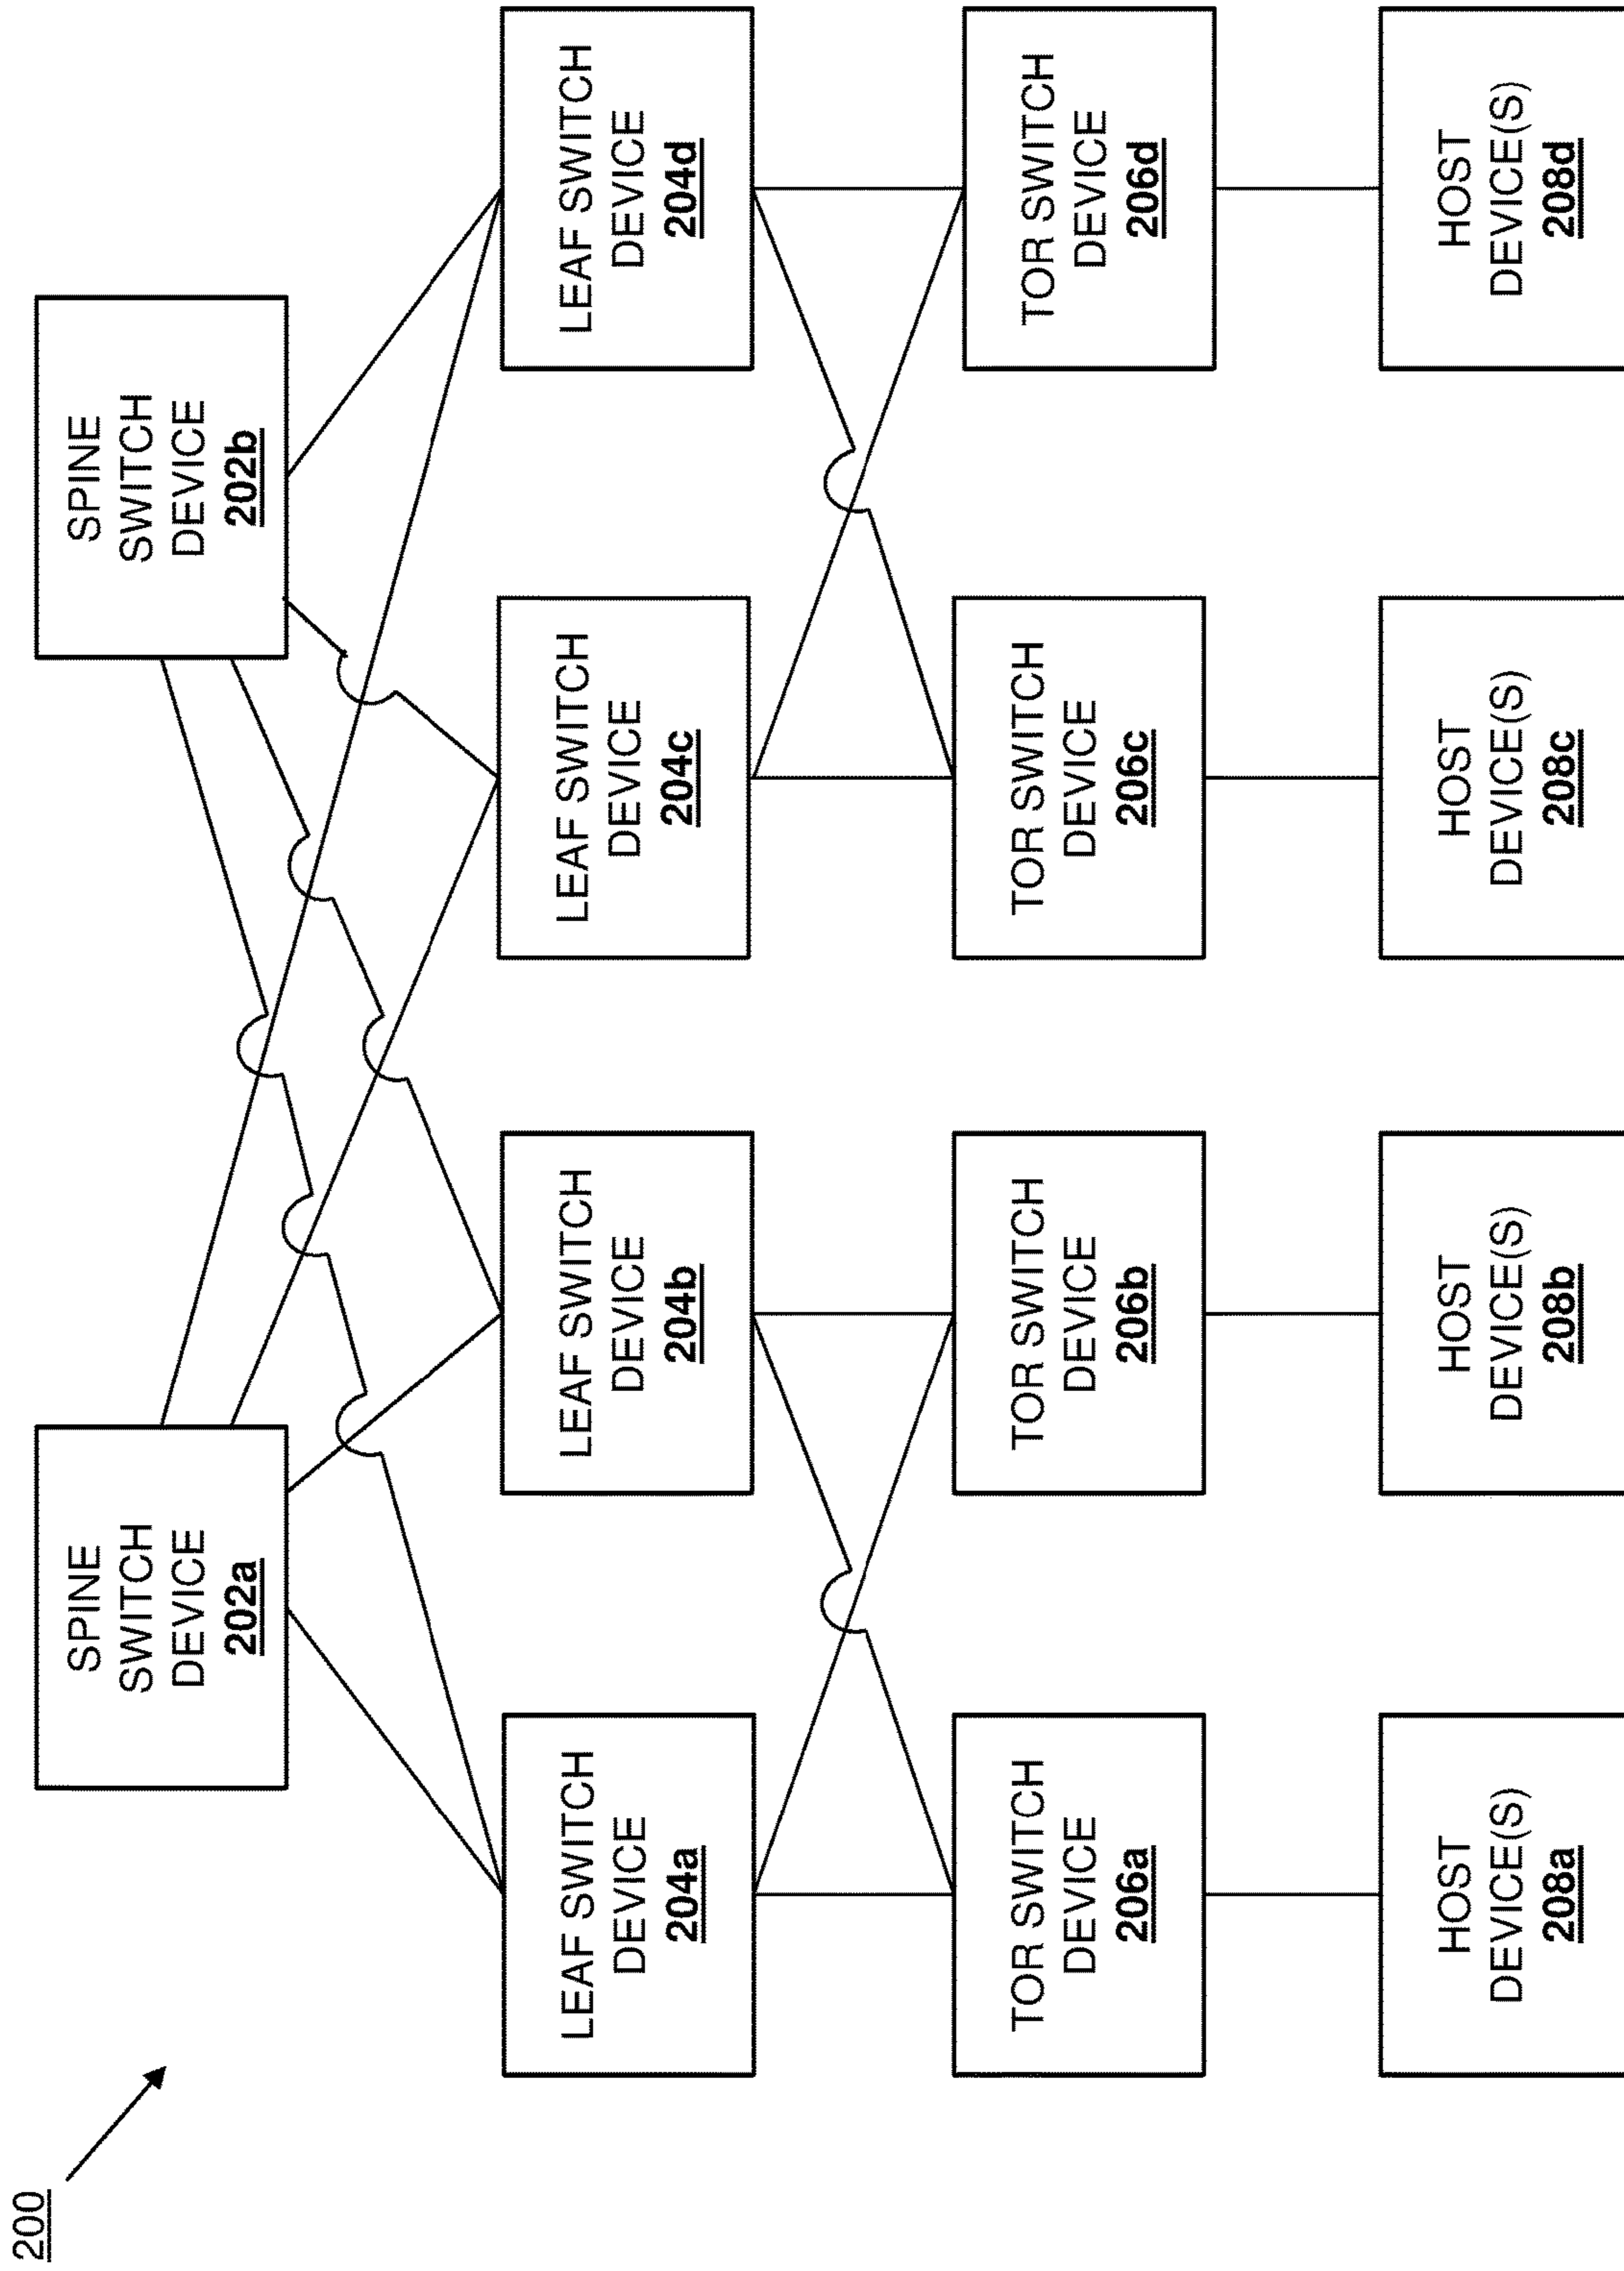 200
SPINE
SWITCH
DEVICE
202a
SPINE
SWITCH
DEVICE
202b
LEAF SWITCH
DEVICE
204a
LEAF SWITCH
DEVICE
204b
LEAF SWITCH
DEVICE
204c
LEAF SWITCH
DEVICE
204d
TOR SWITCH
DEVICE
206a
TOR SWITCH
DEVICE
206b
TOR SWITCH
DEVICE
206c
TOR SWITCH
DEVICE
206d
HOST
DEVICE(S)
208a
HOST
DEVICE(S)
208b
HOST
DEVICE(S)
208c
HOST
DEVICE(S)
208d